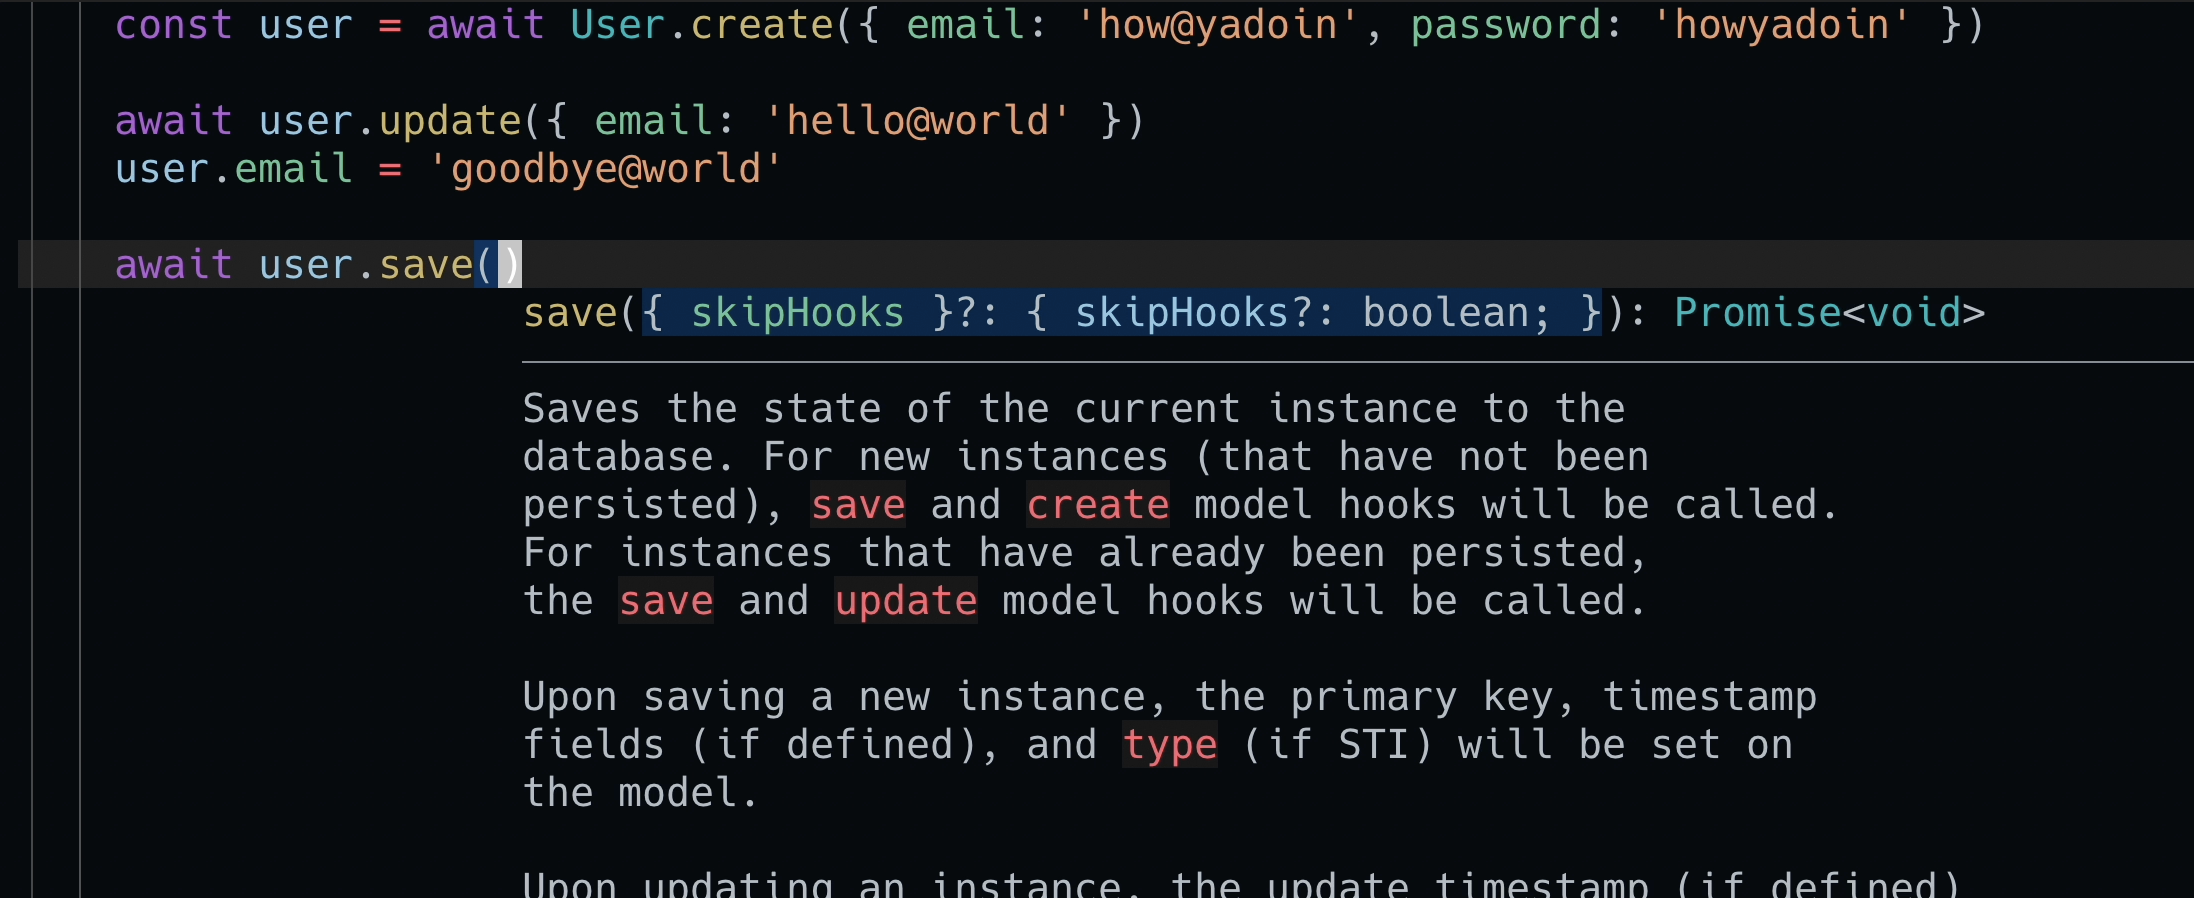 const user = await User.create({ email: 'how@yadoin', password: 'howyadoin' })
await user.update({ email: 'hello@world' })
user.email = 'goodbye@world'
await user.save()
save({ skipHooks }?: { skipHooks?: boolean; }): Promise<void>
Saves the state of the current instance to the
database. For new instances (that have not been
persisted), save and create model hooks will be called.
For instances that have already been persisted,
the save and update model hooks will be called.
Upon saving a new instance, the primary key, timestamp
fields (if defined), and type (if STI) will be set on
the model.
Upon updating an instance, the update timestamp (if defined)